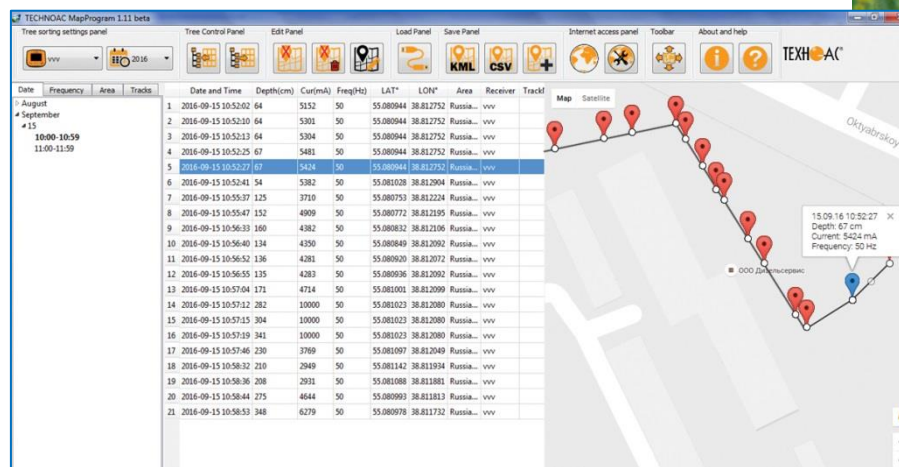 TECHNOAC MapProgram 1.11 beta
Tree sorting settings panel Tree Control Panel Edit Panel Load Panel Save Panel Internet access panel Toolbar About and help
vvv 2016 KML CSV ТЕХНО-АС®
Date Frequency Area Tracks
August
September
15
10:00-10:59
11:00-11:59
Date and Time Depth(cm) Cur(mA) Freq(Hz) LAT° LON° Area Receiver
1 2016-09-15 10:52:02 64 5152 50 55.080944 38.812752 Russia... vvv
2 2016-09-15 10:52:10 64 5301 50 55.080944 38.812752 Russia... vvv
3 2016-09-15 10:52:13 64 5304 50 55.080944 38.812752 Russia... vvv
4 2016-09-15 10:52:25 67 5481 50 55.080944 38.812752 Russia... vvv
5 2016-09-15 10:52:27 67 5424 50 55.080944 38.812752 Russia... vvv
6 2016-09-15 10:52:41 54 5382 50 55.081028 38.812904 Russia... vvv
7 2016-09-15 10:55:37 125 3710 50 55.080753 38.812224 Russia... vvv
8 2016-09-15 10:55:47 152 4909 50 55.080772 38.812195 Russia... vvv
9 2016-09-15 10:56:33 160 4382 50 55.080832 38.812106 Russia... vvv
10 2016-09-15 10:56:40 134 4350 50 55.080849 38.812092 Russia... vvv
11 2016-09-15 10:56:52 136 4281 50 55.080920 38.812072 Russia... vvv
12 2016-09-15 10:56:55 135 4283 50 55.080936 38.812092 Russia... vvv
13 2016-09-15 10:57:04 171 4714 50 55.081001 38.812099 Russia... vvv
14 2016-09-15 10:57:12 282 10000 50 55.081023 38.812080 Russia... vvv
15 2016-09-15 10:57:15 304 10000 50 55.081023 38.812080 Russia... vvv
16 2016-09-15 10:57:19 341 10000 50 55.081023 38.812080 Russia... vvv
17 2016-09-15 10:57:46 230 3769 50 55.081097 38.812049 Russia... vvv
18 2016-09-15 10:58:32 210 2949 50 55.081142 38.811934 Russia... vvv
19 2016-09-15 10:58:36 208 2931 50 55.081088 38.811881 Russia... vvv
20 2016-09-15 10:58:44 275 4644 50 55.080993 38.811813 Russia... vvv
21 2016-09-15 10:58:53 348 6279 50 55.080978 38.811732 Russia... vvv
Map Satellite
Oktyabrskoy
15.09.16 10:52:27
Depth: 67 cm
Current: 5424 mA
Frequency: 50 Hz
ООО Дизельсервис